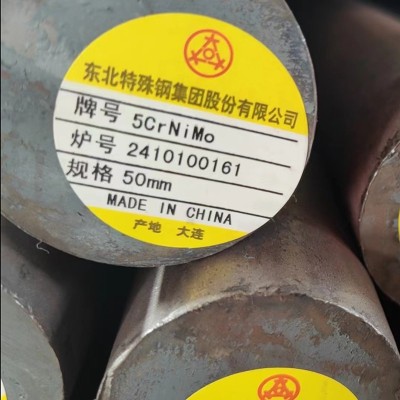 东北特殊钢集团股份有限公司
牌号 5CrNiMo
炉号 2410100161
规格 50mm
MADE IN CHINA
产地 大连